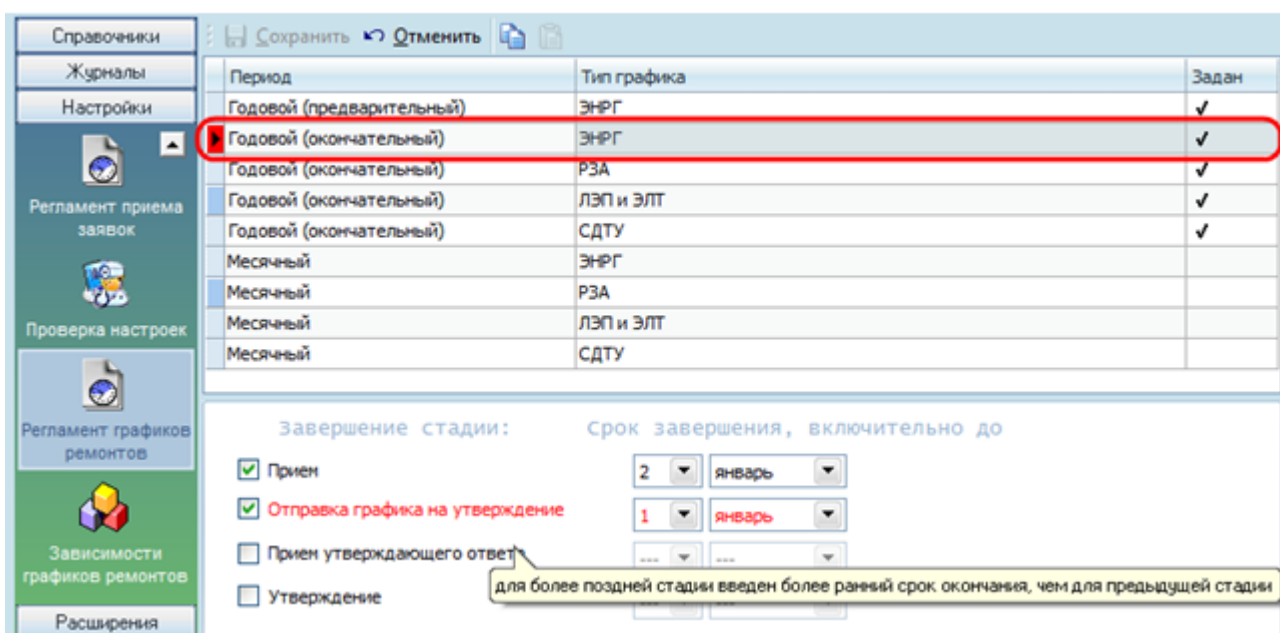 Справочники
Журналы
Настройки
Регламент приема
заявок
Проверка настроек
Регламент графиков
ремонтов
Зависимости
графиков ремонтов
Расширения
Сохранить Отменить
Период Тип графика Задан
Годовой (предварительный) ЭНРГ ✓
Годовой (окончательный) ЭНРГ ✓
Годовой (окончательный) РЗА ✓
Годовой (окончательный) ЛЭП и ЭЛТ ✓
Годовой (окончательный) СДТУ ✓
Месячный ЭНРГ
Месячный РЗА
Месячный ЛЭП и ЭЛТ
Месячный СДТУ
Завершение стадии: Срок завершения, включительно до
Прием 2 январь
Отправка графика на утверждение 1 январь
Прием утверждающего ответа --- ---
для более поздней стадии введен более ранний срок окончания, чем для предыдущей стадии
Утверждение